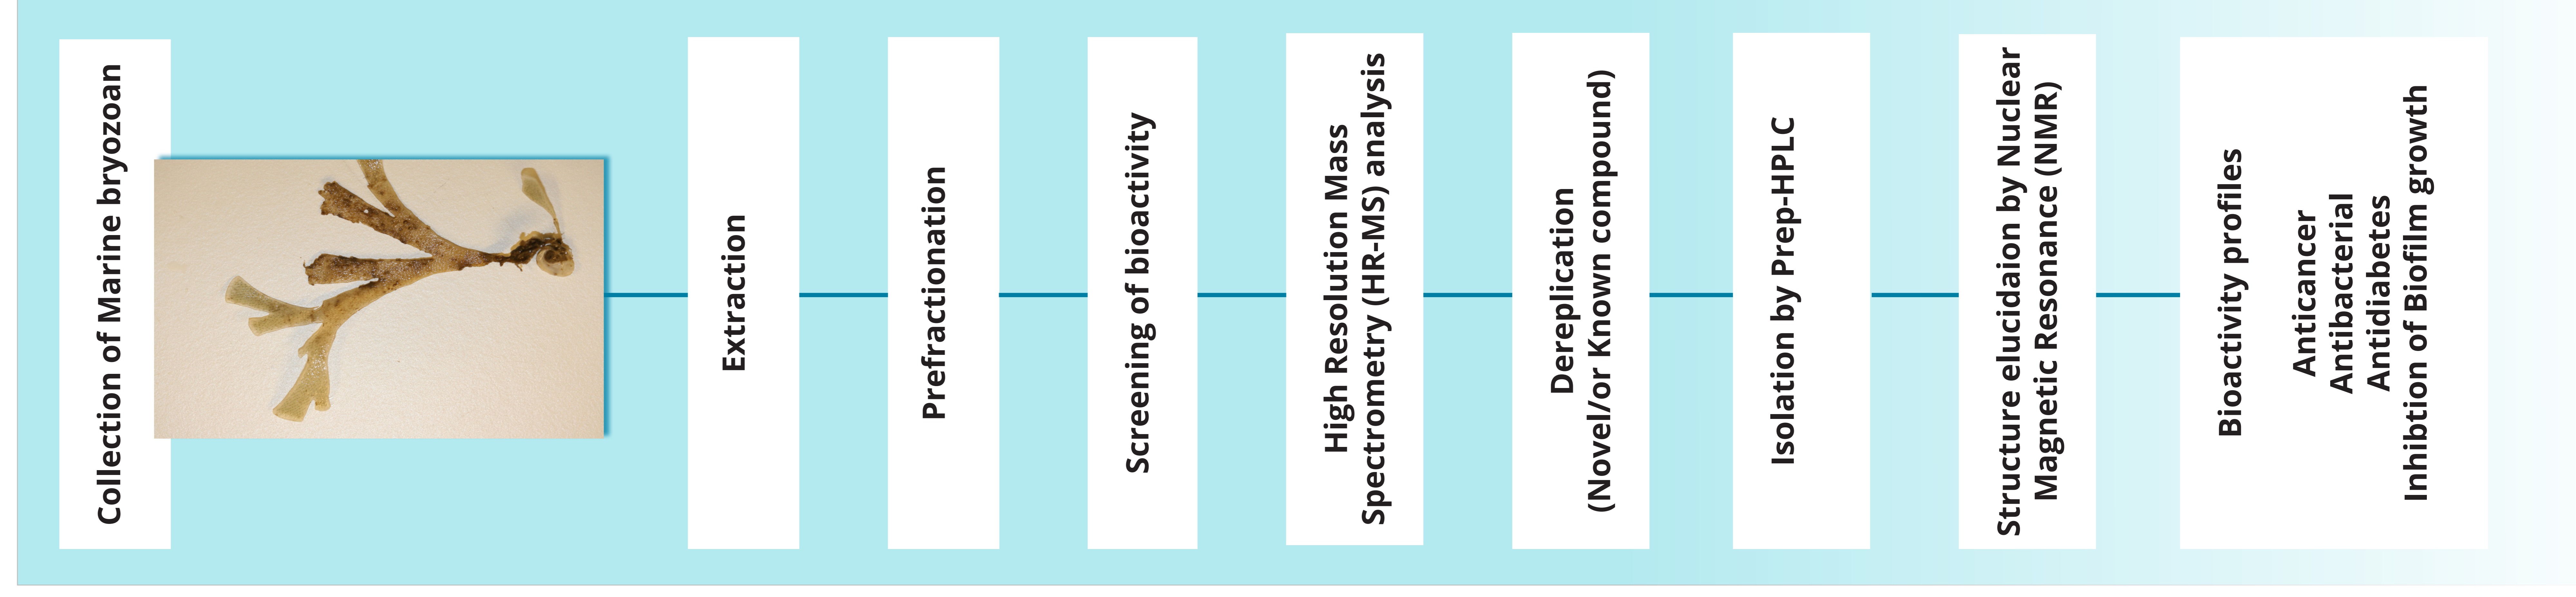 Collection of Marine bryozoan
Extraction
Prefractionation
Screening of bioactivity
High Resolution Mass
Spectrometry (HR-MS) analysis
Dereplication
(Novel/or Known compound)
Isolation by Prep-HPLC
Structure elucidaion by Nuclear
Magnetic Resonance (NMR)
Bioactivity profiles
Anticancer
Antibacterial
Antidiabetes
Inhibtion of Biofilm growth